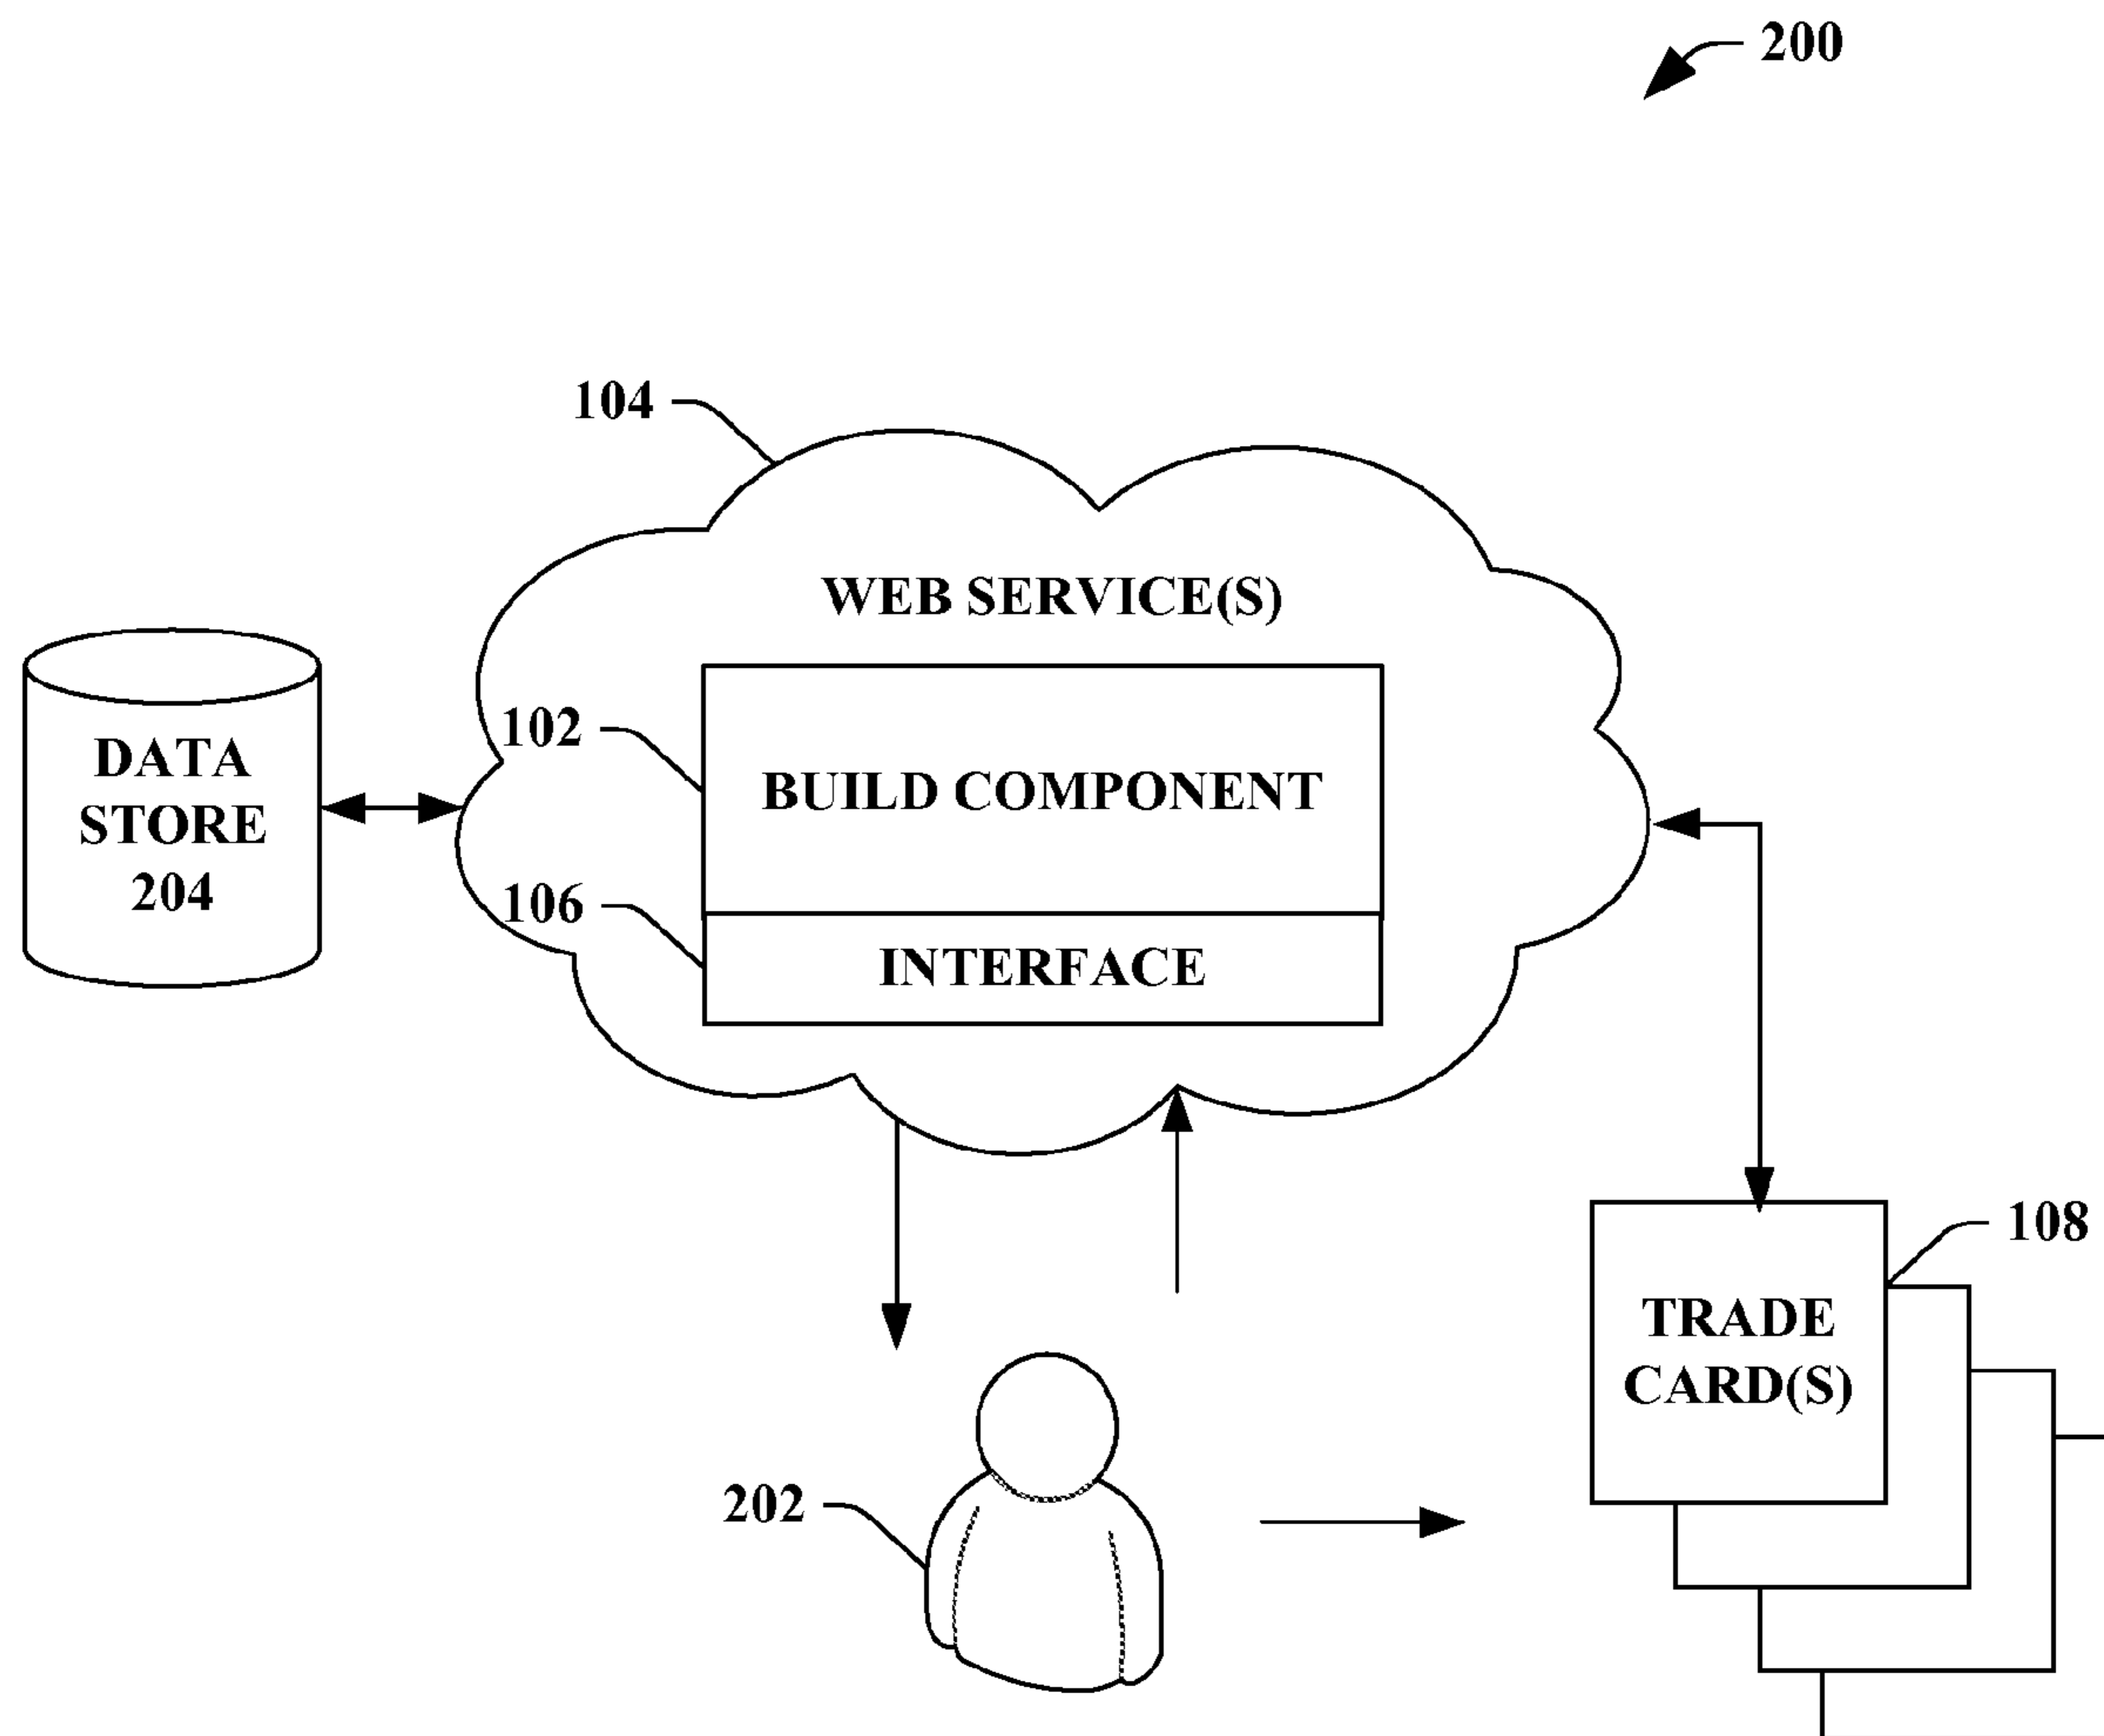 200
104
WEB SERVICE(S)
102
BUILD COMPONENT
DATA
STORE
204
106
INTERFACE
108
TRADE
CARD(S)
202